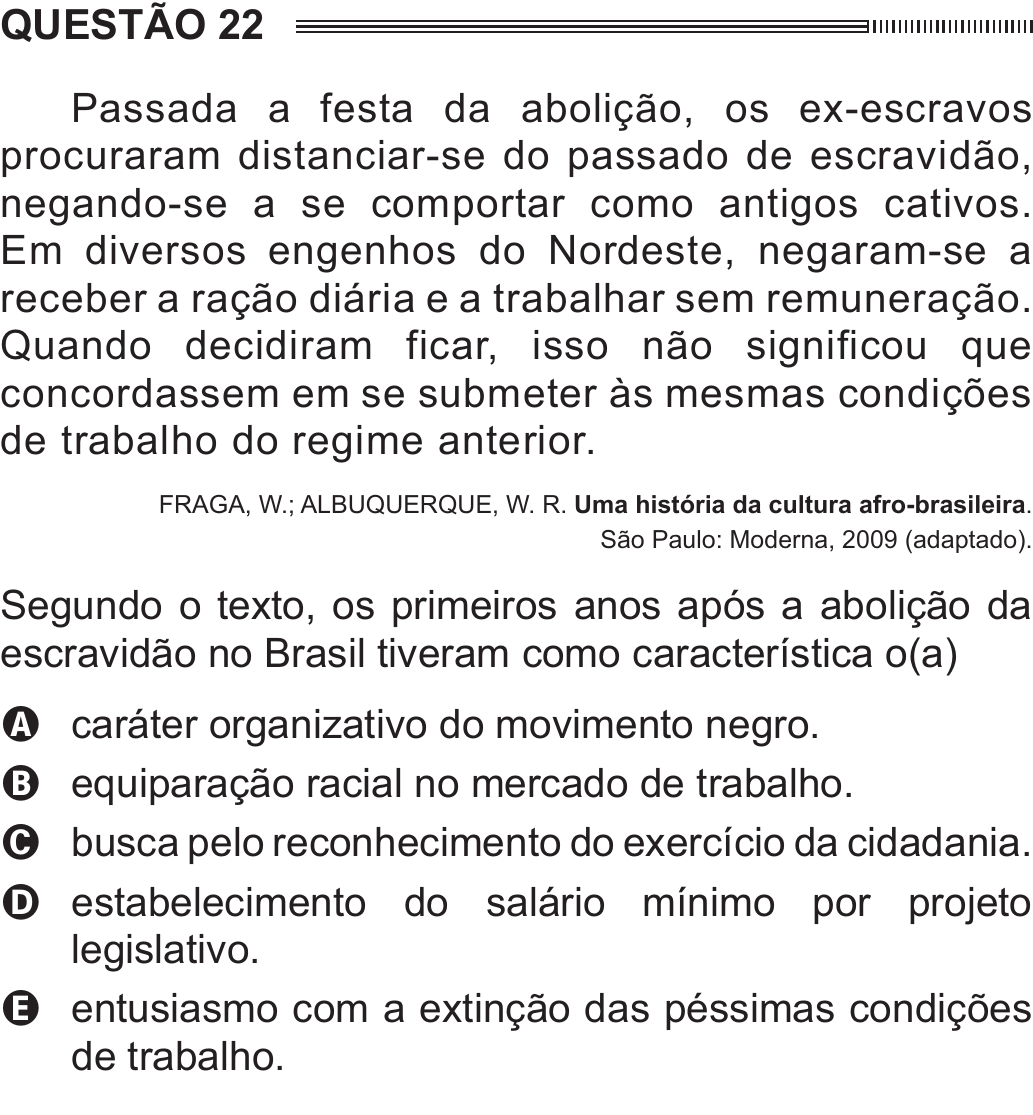 QUESTÃO 22
Passada a festa da abolição, os ex-escravos
procuraram distanciar-se do passado de escravidão,
negando-se a se comportar como antigos cativos.
Em diversos engenhos do Nordeste, negaram-se a
receber a ração diária e a trabalhar sem remuneração.
Quando decidiram ficar, isso não significou que
concordassem em se submeter às mesmas condições
de trabalho do regime anterior.
FRAGA, W.; ALBUQUERQUE, W. R. Uma história da cultura afro-brasileira.
São Paulo: Moderna, 2009 (adaptado).
Segundo o texto, os primeiros anos após a abolição da
escravidão no Brasil tiveram como característica o(a)
A caráter organizativo do movimento negro.
B equiparação racial no mercado de trabalho.
C busca pelo reconhecimento do exercício da cidadania.
D estabelecimento do salário mínimo por projeto
legislativo.
E entusiasmo com a extinção das péssimas condições
de trabalho.